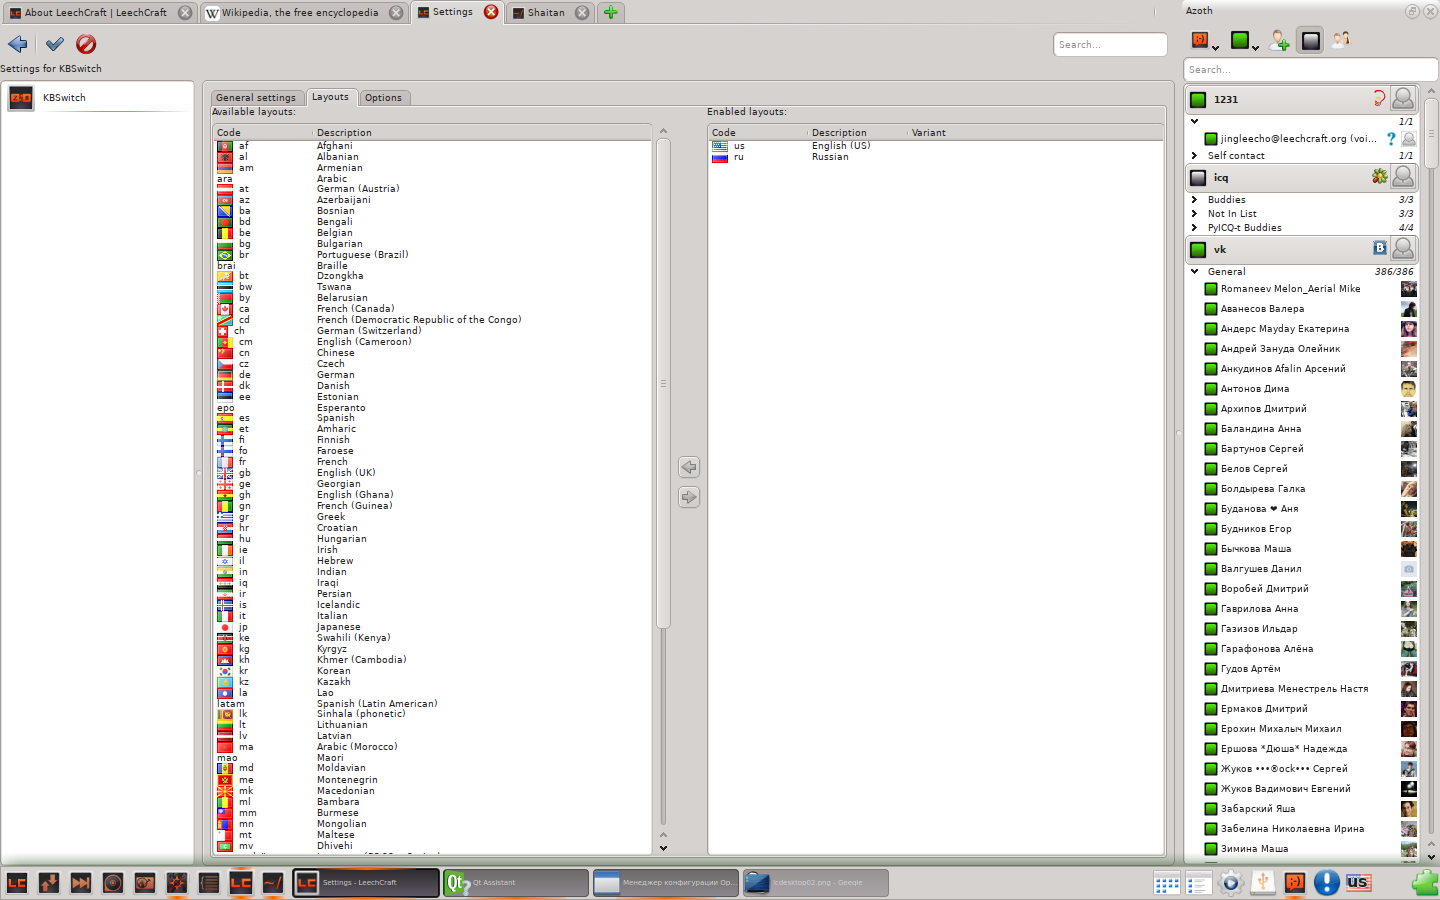 About LeechCraft | LeechCraft
Wikipedia, the free encyclopedia
Settings
Shaitan
Search...
Settings for KBSwitch
KBSwitch
General settings
Layouts
Options
Available layouts:
Code Description
af Afghani
al Albanian
am Armenian
ara Arabic
at German (Austria)
az Azerbaijani
ba Bosnian
bd Bengali
be Belgian
bg Bulgarian
br Portuguese (Brazil)
brai Braille
bt Dzongkha
bw Tswana
by Belarusian
ca French (Canada)
cd French (Democratic Republic of the Congo)
ch German (Switzerland)
cm English (Cameroon)
cn Chinese
cz Czech
de German
dk Danish
ee Estonian
epo Esperanto
es Spanish
et Amharic
fi Finnish
fo Faroese
fr French
gb English (UK)
ge Georgian
gh English (Ghana)
gn French (Guinea)
gr Greek
hr Croatian
hu Hungarian
ie Irish
il Hebrew
in Indian
iq Iraqi
ir Persian
is Icelandic
it Italian
jp Japanese
ke Swahili (Kenya)
kg Kyrgyz
kh Khmer (Cambodia)
kr Korean
kz Kazakh
la Lao
latam Spanish (Latin American)
lk Sinhala (phonetic)
lt Lithuanian
lv Latvian
ma Arabic (Morocco)
mao Maori
md Moldavian
me Montenegrin
mk Macedonian
ml Bambara
mm Burmese
mn Mongolian
mt Maltese
mv Dhivehi
Enabled layouts:
Code Description Variant
us English (US)
ru Russian
Azoth
Search...
1231
1/1
jingleecho@leechcraft.org (voi...
Self contact 1/1
icq
Buddies 3/3
Not In List 3/3
PyICQ-t Buddies 4/4
vk
General 386/386
Romaneev Melon_Aerial Mike
Аванесов Валера
Андерс Mayday Екатерина
Андрей Зануда Олейник
Анкудинов Afalin Арсений
Антонов Дима
Архипов Дмитрий
Баландина Анна
Бартунов Сергей
Белов Сергей
Болдырева Галка
Буданова ❤ Аня
Будников Егор
Бычкова Маша
Валгушев Данил
Воробей Дмитрий
Гаврилова Анна
Газизов Ильдар
Гарафонова Алёна
Гудов Артём
Дмитриева Менестрель Настя
Ермаков Дмитрий
Ерохин Михалыч Михаил
Ершова *Дюша* Надежда
Жуков •••®ock••• Сергей
Жуков Вадимович Евгений
Забарский Яша
Забелина Николаевна Ирина
Зимина Маша
Settings - LeechCraft
Qt Assistant
Менеджер конфигурации Op...
lcdesktop02.png - Geeqie
us